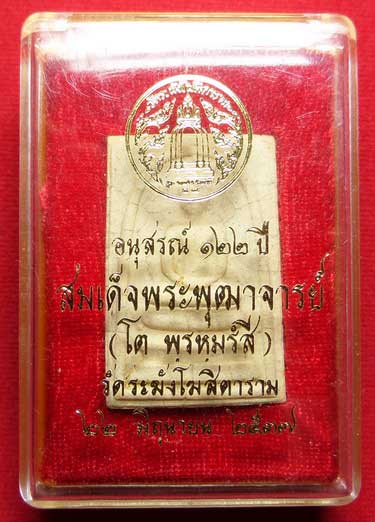 อนุสรณ์ ๑๒๒ ปี
สมเด็จพระพุฒาจารย์
(โต พรหมรังสี)
วัดระฆังโฆสิตาราม
๒๒ มิถุนายน ๒๕๓๗